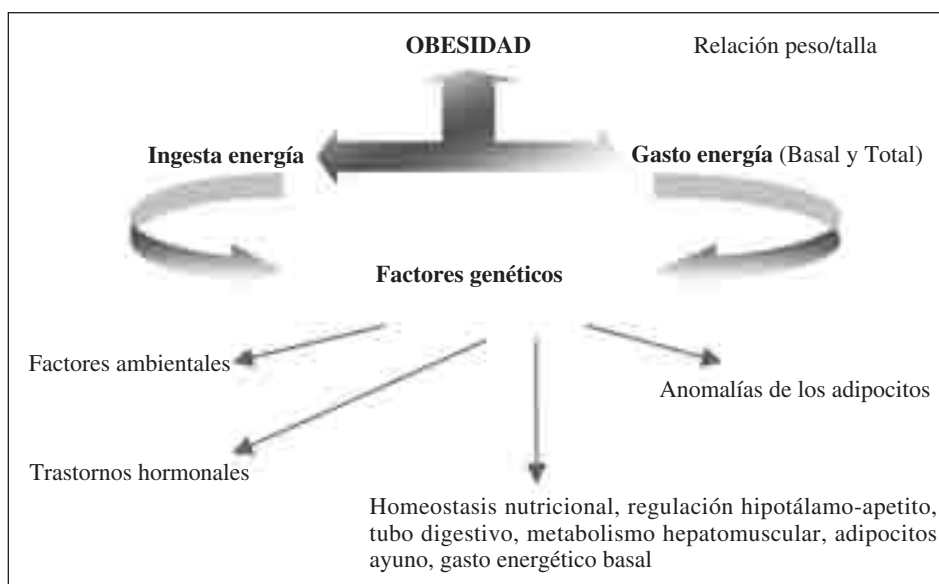 OBESIDAD
Relación peso/talla
Ingesta energía
Gasto energía (Basal y Total)
Factores genéticos
Factores ambientales
Anomalías de los adipocitos
Trastornos hormonales
Homeostasis nutricional, regulación hipotálamo-apetito,
tubo digestivo, metabolismo hepatomuscular, adipocitos
ayuno, gasto energético basal